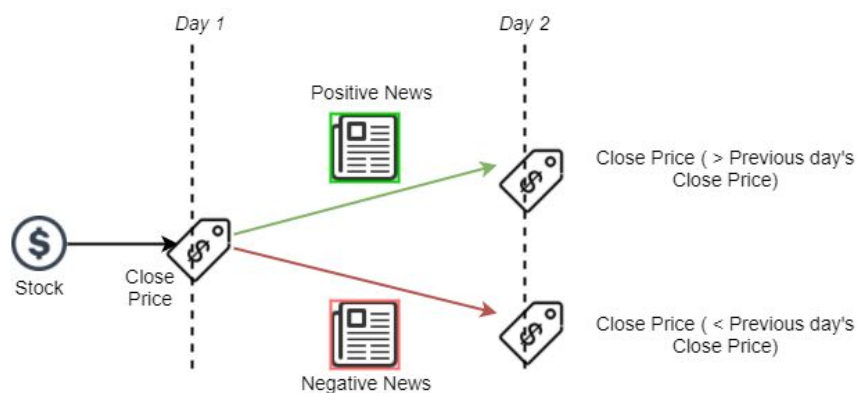 Day 1
Day 2
Positive News
Close Price ( > Previous day's
Close Price)
Stock
Close
Price
Close Price ( < Previous day's
Close Price)
Negative News